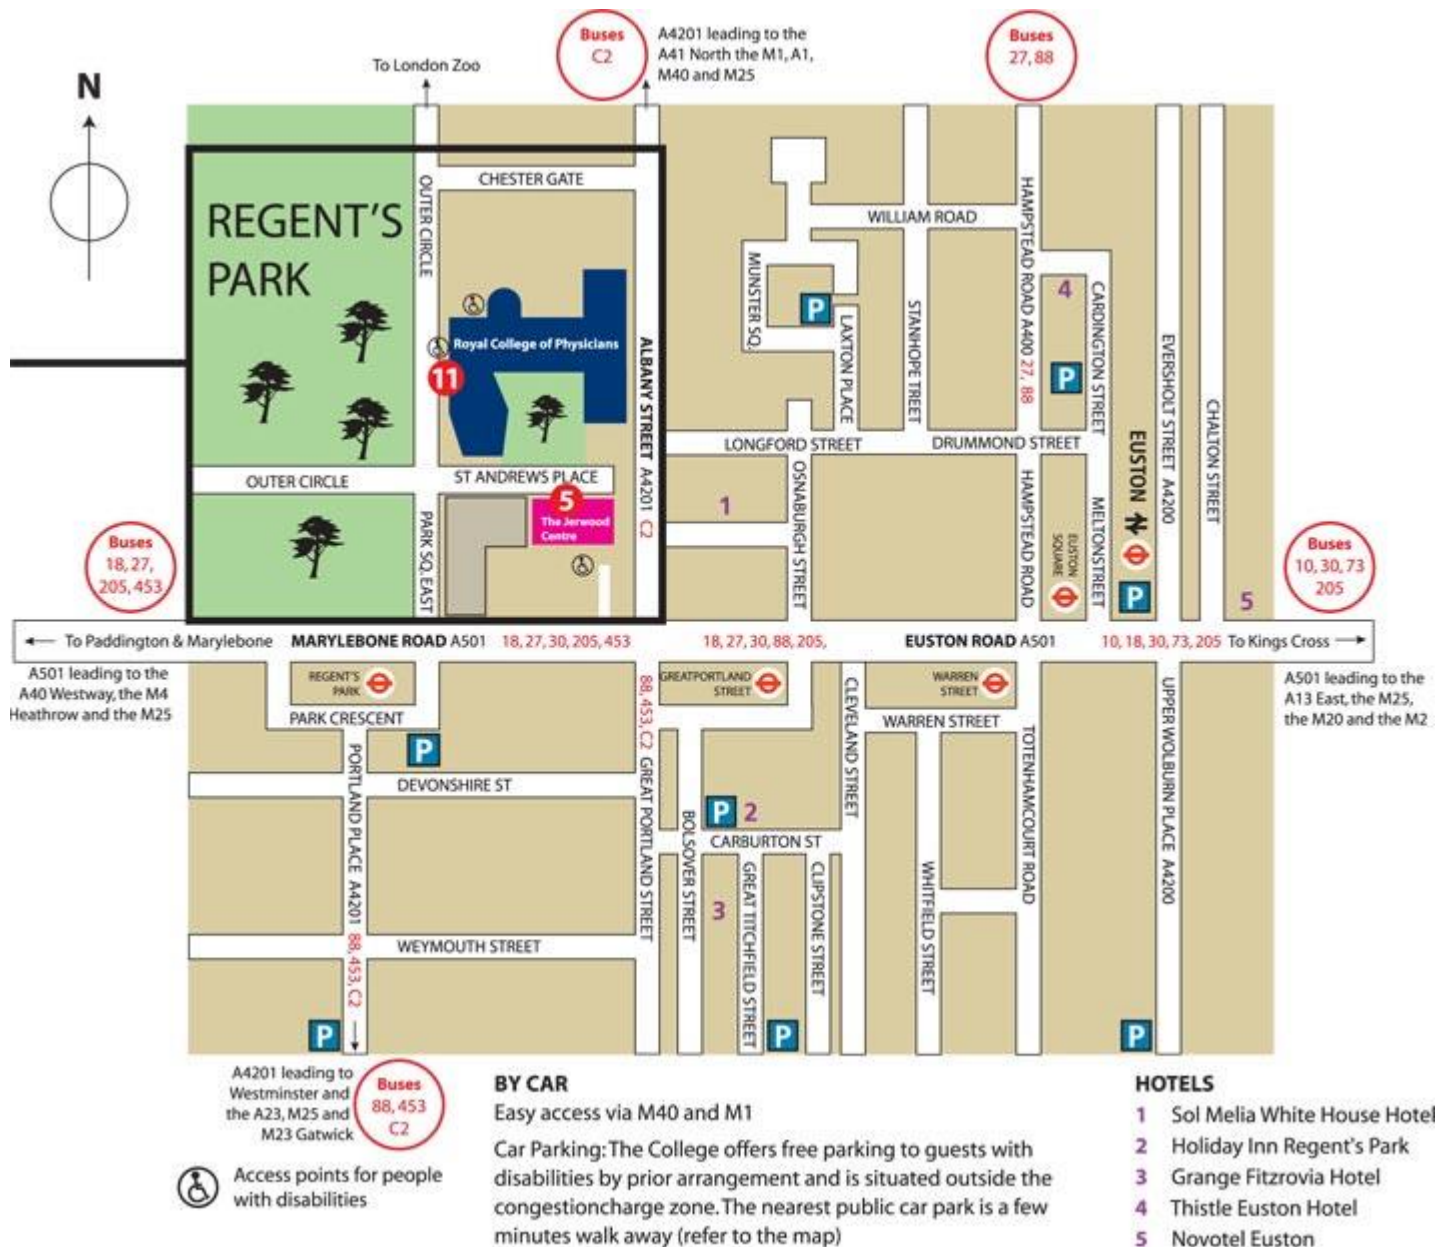 Buses
C2
A4201 leading to the
A41 North the M1, A1,
M40 and M25
Buses
27, 88
To London Zoo
N
CHESTER GATE
OUTER CIRCLE
REGENT'S
PARK
WILLIAM ROAD
HAMPSTEAD ROAD A400 27, 88
MUNSTER SQ.
P
4
CARDINGTON STREET
STANHOPE TREET
LAXTON PLACE
Royal College of Physicians
11
ALBANY STREET A4201 C2
P
EVERSHOLT STREET A4200
CHALTON STREET
LONGFORD STREET
DRUMMOND STREET
EUSTON
OUTER CIRCLE
ST ANDREWS PLACE
5
The Jerwood
Centre
1
OSNABURGH STREET
HAMPSTEAD ROAD
EUSTON
SQUARE
MELTONSTREET
P
PARK SQ. EAST
Buses
18, 27,
205, 453
Buses
10, 30, 73
205
5
To Paddington & Marylebone
MARYLEBONE ROAD A501
18, 27, 30, 205, 453
18, 27, 30, 88, 205,
EUSTON ROAD A501
10, 18, 30, 73, 205
To Kings Cross
A501 leading to the
A40 Westway, the M4
Heathrow and the M25
REGENT'S
PARK
GREATPORTLAND
STREET
WARREN
STREET
A501 leading to the
A13 East, the M25,
the M20 and the M2
PARK CRESCENT
P
88, 453, C2 GREAT PORTLAND STREET
CLEVELAND STREET
WARREN STREET
TOTENHAMCOURT ROAD
UPPER WOLBURN PLACE A4200
PORTLAND PLACE A4201 88, 453, C2
DEVONSHIRE ST
BOLSOVER STREET
P
2
CARBURTON ST
3
GREAT TITCHFIELD STREET
CLIPSTONE STREET
WHITFIELD STREET
WEYMOUTH STREET
P
P
P
A4201 leading to
Westminster and
the A23, M25 and
M23 Gatwick
Buses
88, 453
C2
Access points for people
with disabilities
BY CAR
Easy access via M40 and M1
Car Parking: The College offers free parking to guests with
disabilities by prior arrangement and is situated outside the
congestioncharge zone. The nearest public car park is a few
minutes walk away (refer to the map)
HOTELS
1 Sol Melia White House Hotel
2 Holiday Inn Regent's Park
3 Grange Fitzrovia Hotel
4 Thistle Euston Hotel
5 Novotel Euston